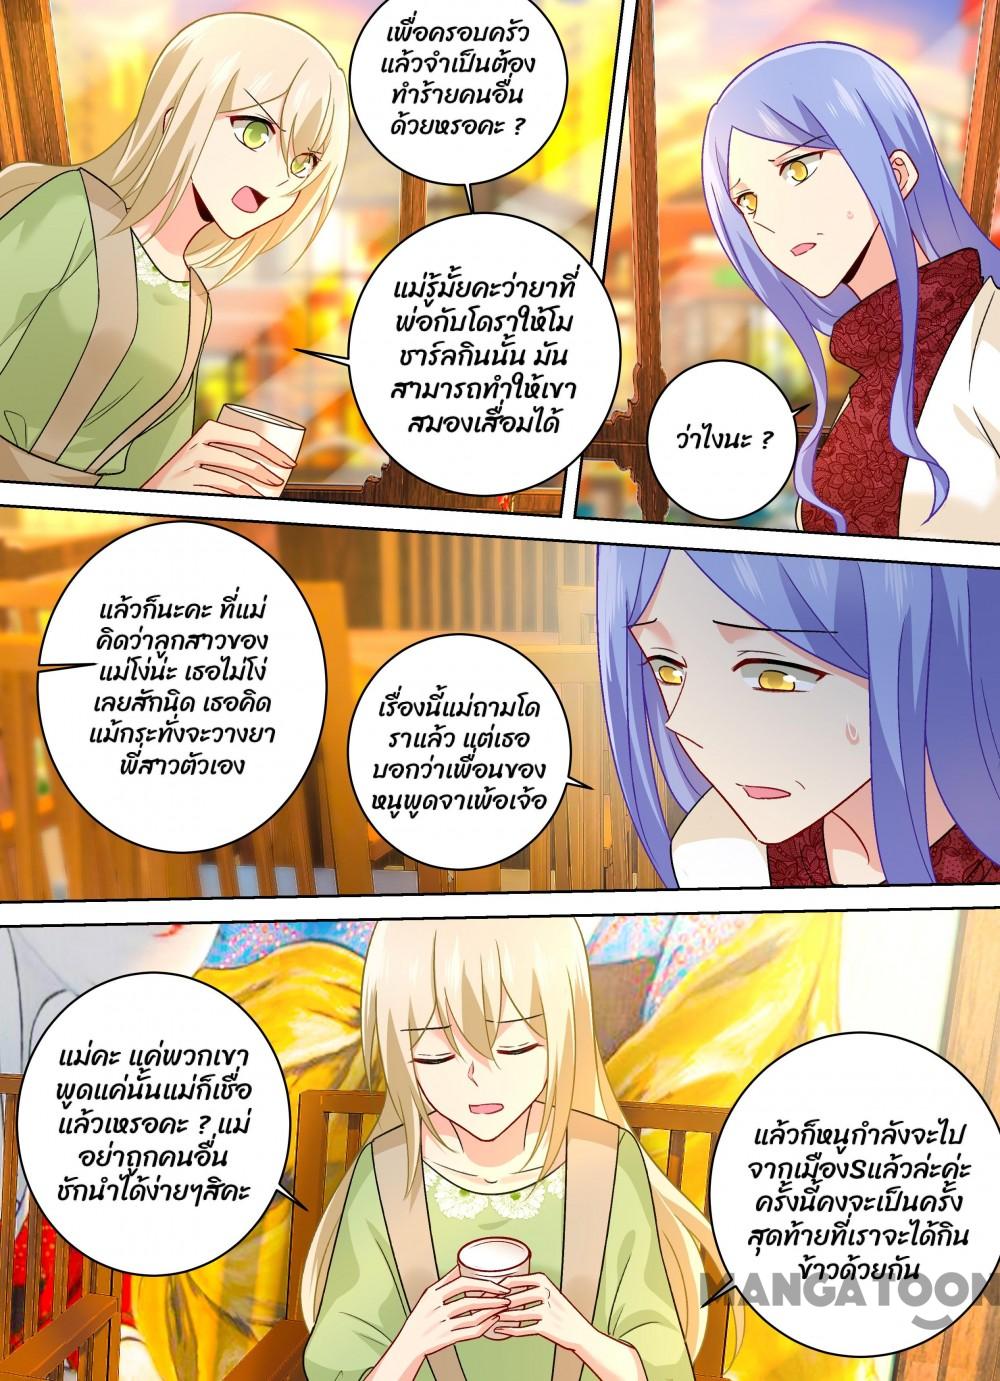 เพื่อครอบครัว
แล้วจำเป็นต้อง
ทำร้ายคนอื่น
ด้วยหรอคะ ?
แม่รู้มั้ยคะว่ายาที่
พ่อกับโดราให้โม
ชาร์ลกินนั้น มัน
สามารถทำให้เขา
สมองเสื่อมได้
ว่าไงนะ ?
แล้วก็นะคะ ที่แม่
คิดว่าลูกสาวของ
แม่โง่น่ะ เธอไม่โง่
เลยสักนิด เธอคิด
แม้กระทั่งจะวางยา
พี่สาวตัวเอง
เรื่องนี้แม่ถามโด
ราแล้ว แต่เธอ
บอกว่าเพื่อนของ
หนูพูดจาเพ้อเจ้อ
แม่คะ แค่พวกเขา
พูดแค่นั้นแม่ก็เชื่อ
แล้วเหรอคะ ? แม่
อย่าถูกคนอื่น
ชักนำได้ง่ายๆสิคะ
แล้วก็หนูกำลังจะไป
จากเมืองSแล้วล่ะค่ะ
ครั้งนี้คงจะเป็นครั้ง
สุดท้ายที่เราจะได้กิน
ข้าวด้วยกัน
MANGATOON